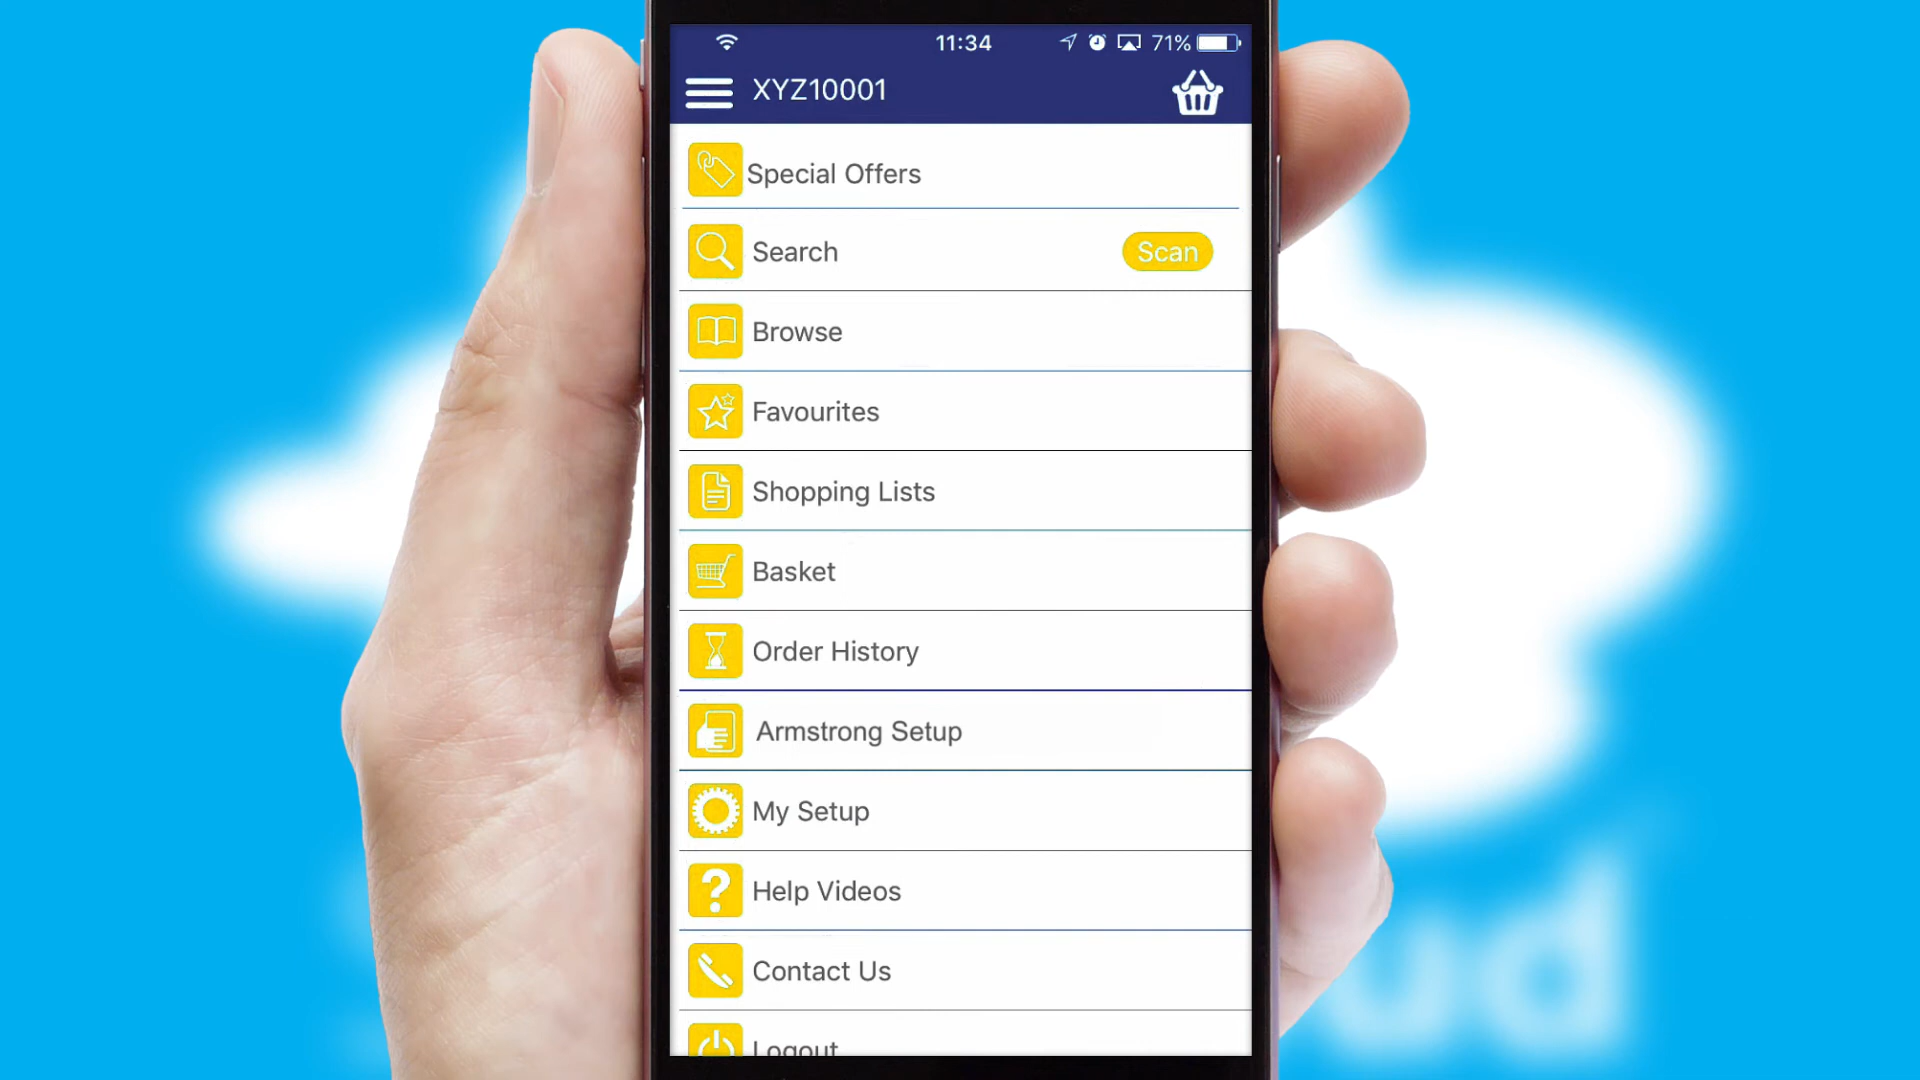 11:34 71%
XYZ10001
Special Offers
Search Scan
Browse
Favourites
Shopping Lists
Basket
Order History
Armstrong Setup
My Setup
Help Videos
Contact Us
Logout